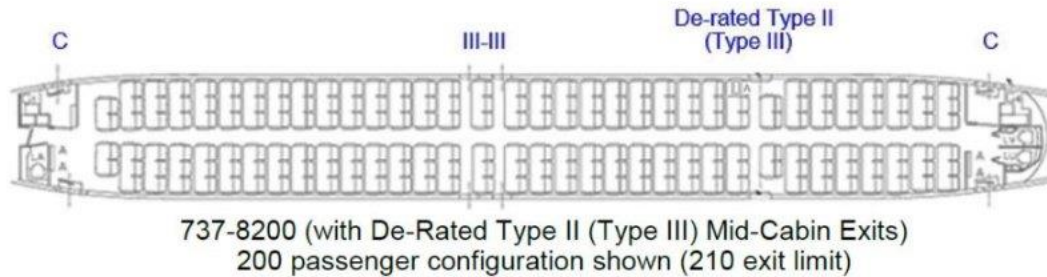 De-rated Type II
C III-III (Type III) C
A
A
A
A
A
737-8200 (with De-Rated Type II (Type III) Mid-Cabin Exits)
200 passenger configuration shown (210 exit limit)